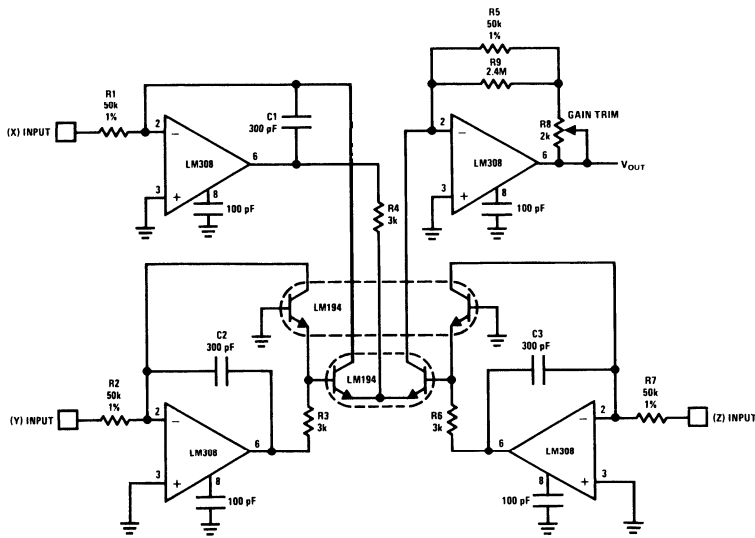 R1
50k
1%
(X) INPUT
2
−
LM308
+
3
6
8
100 pF
C1
300 pF
R4
3k
R5
50k
1%
R9
2.4M
2
−
LM308
+
3
6
8
100 pF
R8
2k
GAIN TRIM
VOUT
LM194
LM194
C2
300 pF
R2
50k
1%
(Y) INPUT
2
−
LM308
+
3
6
8
100 pF
R3
3k
R6
3k
C3
300 pF
R7
50k
1%
(Z) INPUT
2
−
LM308
+
3
6
8
100 pF